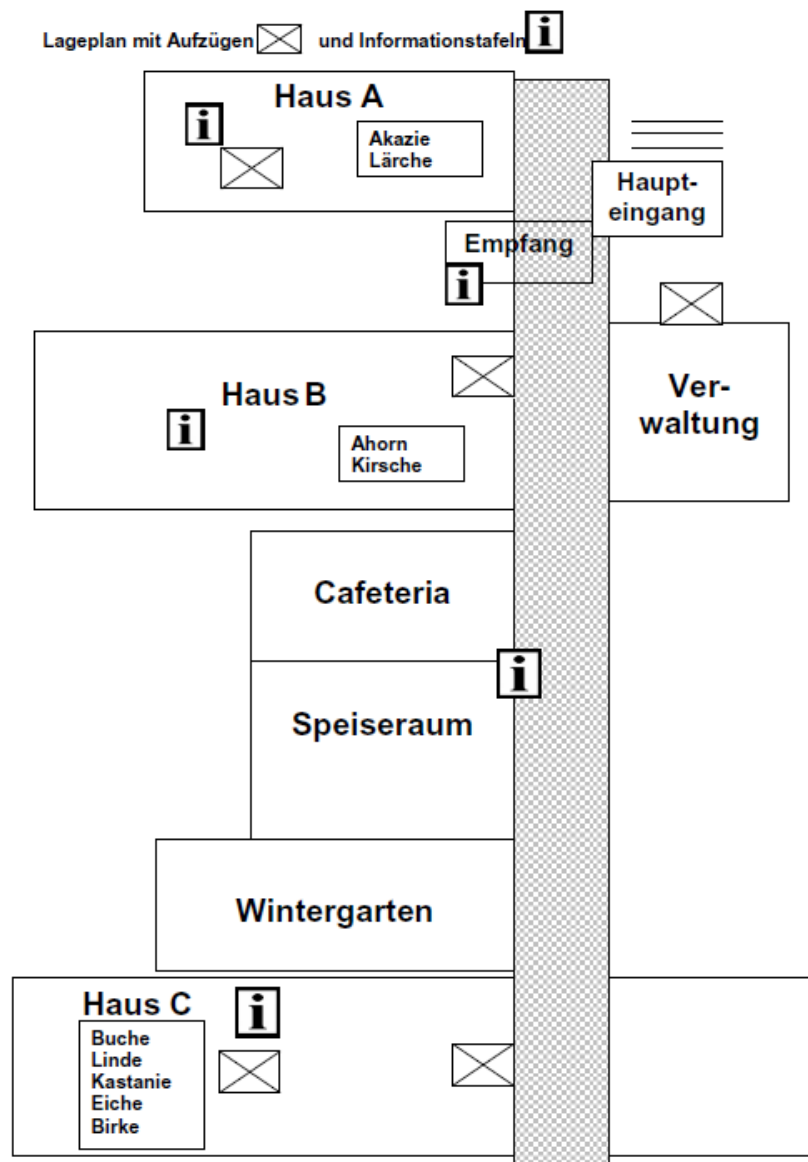 Lageplan mit Aufzügen und Informationstafeln i
Haus A
i
Akazie
Lärche
Haupt-
eingang
Empfang
i
Haus B
i
Ahorn
Kirsche
Ver-
waltung
Cafeteria
i
Speiseraum
Wintergarten
Haus C
i
Buche
Linde
Kastanie
Eiche
Birke